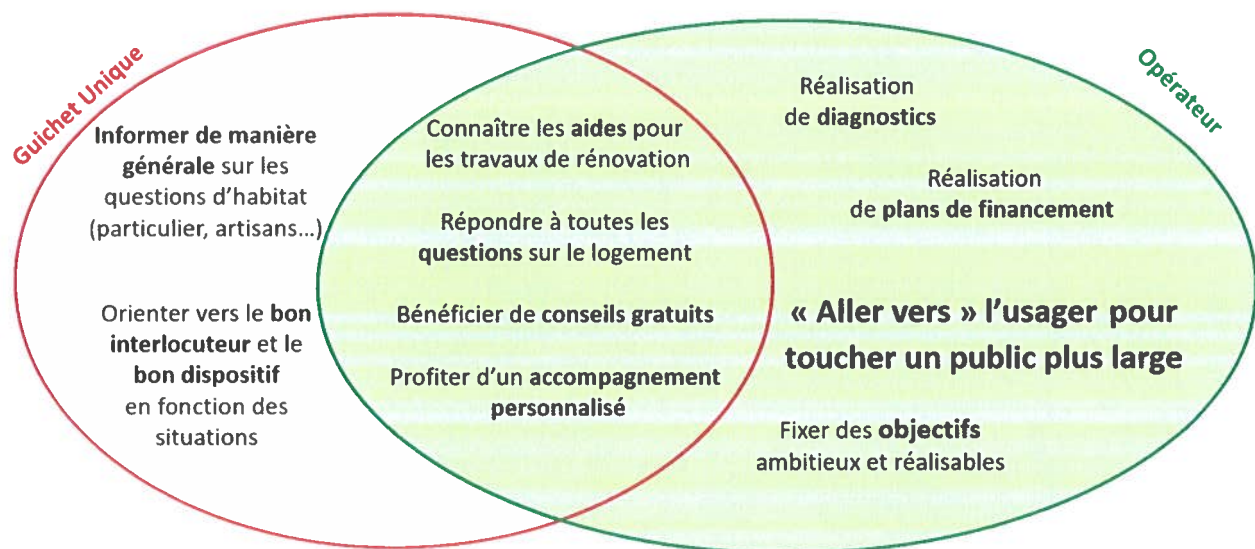 Guichet Unique
Informer de manière
générale sur les
questions d'habitat
(particulier, artisans...)
Orienter vers le bon
interlocuteur et le
bon dispositif
en fonction des
situations
Connaître les aides pour
les travaux de rénovation
Répondre à toutes les
questions sur le logement
Bénéficier de conseils gratuits
Profiter d'un accompagnement
personnalisé
Opérateur
Réalisation
de diagnostics
Réalisation
de plans de financement
« Aller vers » l'usager pour
toucher un public plus large
Fixer des objectifs
ambitieux et réalisables